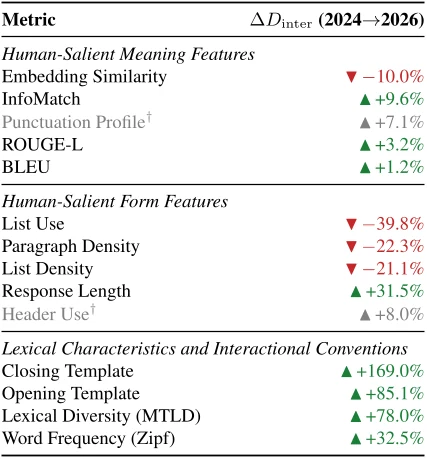 Metric ΔD_inter (2024→2026)
Human-Salient Meaning Features
Embedding Similarity ▼ −10.0%
InfoMatch ▲ +9.6%
Punctuation Profile† ▲ +7.1%
ROUGE-L ▲ +3.2%
BLEU ▲ +1.2%
Human-Salient Form Features
List Use ▼ −39.8%
Paragraph Density ▼ −22.3%
List Density ▼ −21.1%
Response Length ▲ +31.5%
Header Use† ▲ +8.0%
Lexical Characteristics and Interactional Conventions
Closing Template ▲ +169.0%
Opening Template ▲ +85.1%
Lexical Diversity (MTLD) ▲ +78.0%
Word Frequency (Zipf) ▲ +32.5%